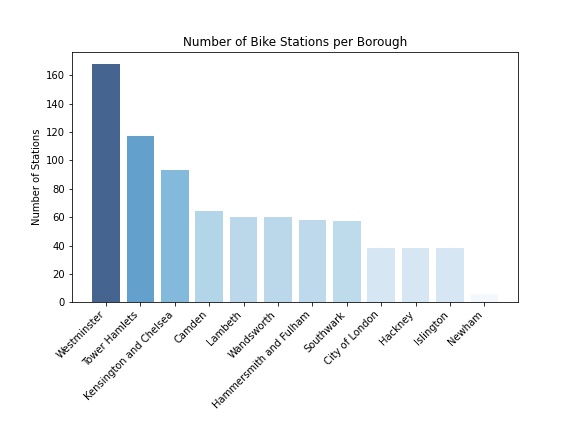 Number of Bike Stations per Borough
Number of Stations
160
140
120
100
80
60
40
20
0
Westminster
Tower Hamlets
Kensington and Chelsea
Camden
Lambeth
Wandsworth
Hammersmith and Fulham
Southwark
City of London
Hackney
Islington
Newham